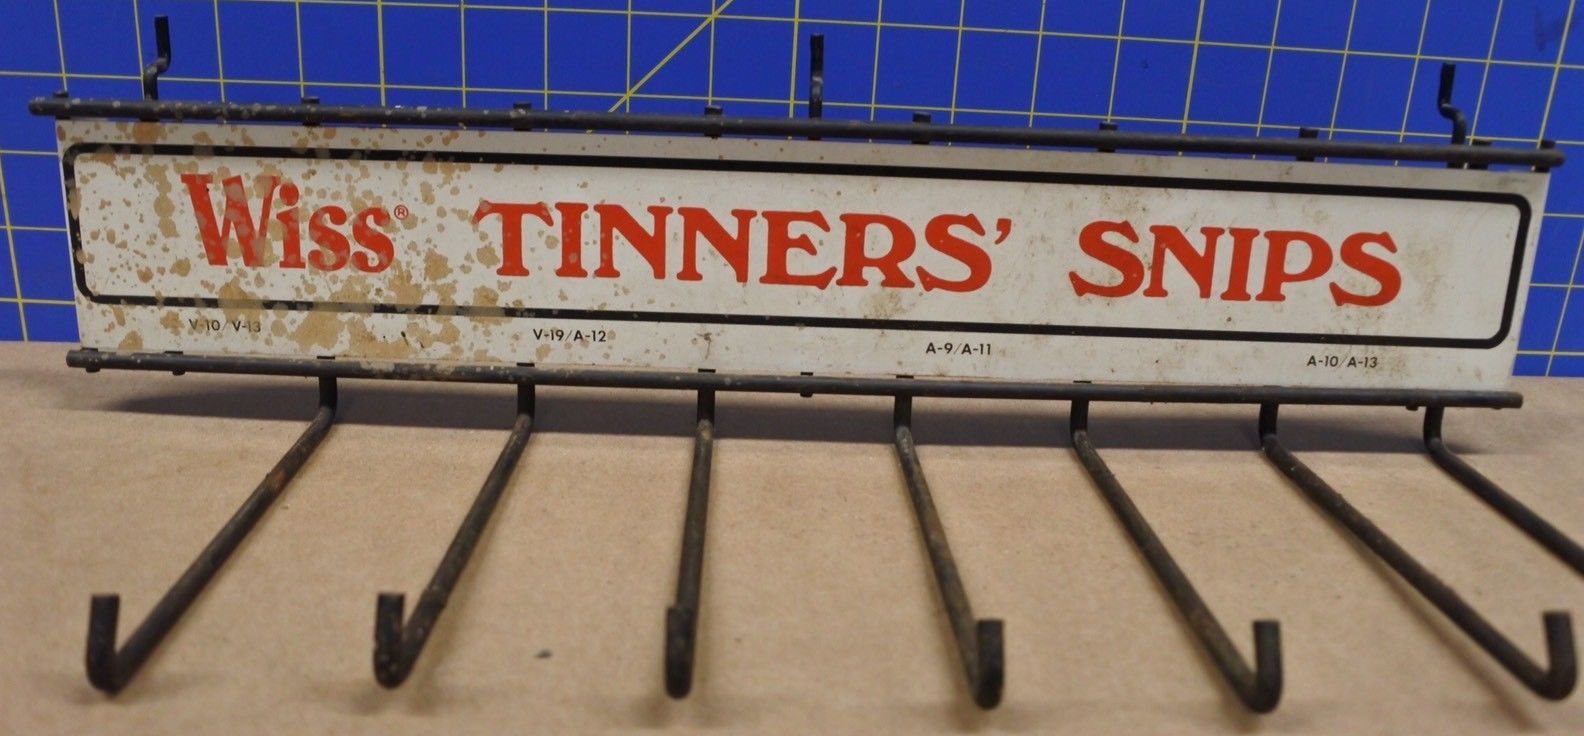 Wiss® TINNERS' SNIPS
V-10/V-13 V-19/A-12 A-9/A-11 A-10/A-13